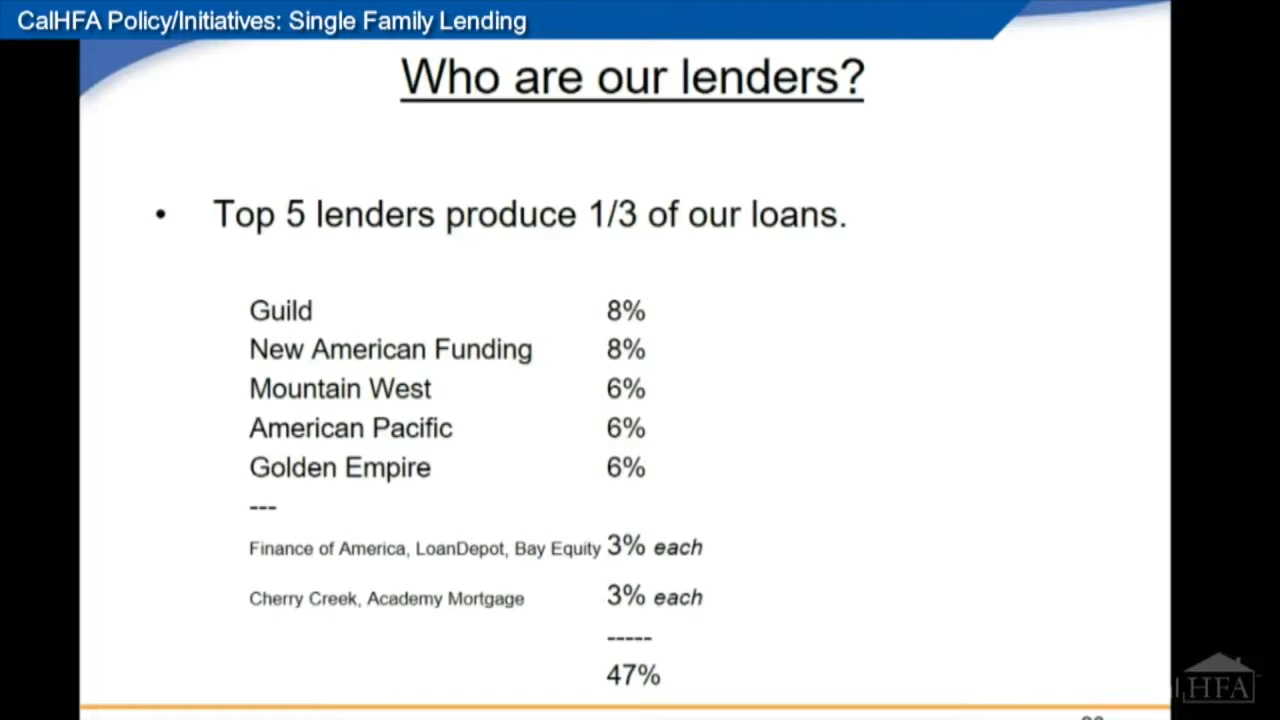 CalHFA Policy/Initiatives: Single Family Lending
Who are our lenders?
• Top 5 lenders produce 1/3 of our loans.
Guild 8%
New American Funding 8%
Mountain West 6%
American Pacific 6%
Golden Empire 6%
---
Finance of America, LoanDepot, Bay Equity 3% each
Cherry Creek, Academy Mortgage 3% each
-----
47%
HFA